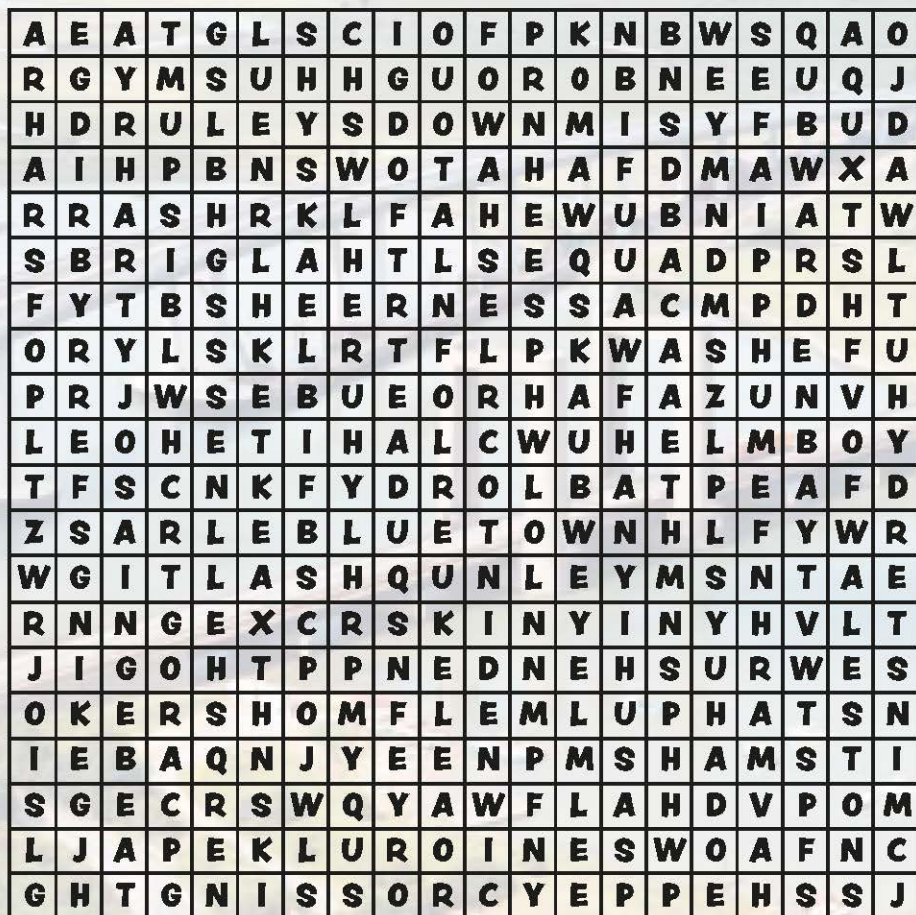 A E A T G L S C I O F P K N B W S Q A O
R G Y M S U H H G U O R O B N E E U Q J
H D R U L E Y S D O W N M I S Y F B U D
A I H P B N S W O T A H A F D M A W X A
R R A S H R K L F A H E W U B N I A T W
S B R I G L A H T L S E Q U A D P R S L
F Y T B S H E E R N E S S A C M P D H T
O R Y L S K L R T F L P K W A S H E F U
P R J W S E B U E O R H A F A Z U N V H
L E O H E T I H A L C W U H E L M B O Y
T F S C N K F Y D R O L B A T P E A F D
Z S A R L E B L U E T O W N H L F Y W R
W G I T L A S H Q U N L E Y M S N T A E
R N N G E X C R S K I N Y I N Y H V L T
J I G O H T P P N E D N E H S U R W E S
O K E R S H O M F L E M L U P H A T S N
I E B A Q N J Y E E N P M S H A M S T I
S G E C R S W Q Y A W F L A H D V P O M
L J A P E K L U R O I N E S W O A F N C
G H T G N I S S O R C Y E P P E H S S J